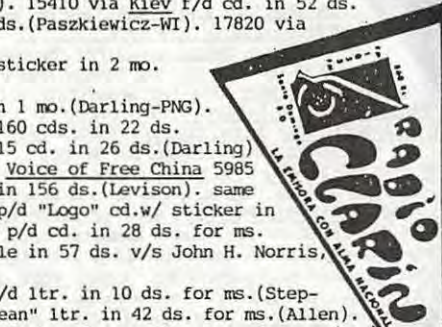 ). 15410 via Kiev f/d cd. in 52 ds.
ds.(Paszkiewicz-WI). 17820 via
sticker in 2 mo.
n 1 mo.(Darling-PNG).
160 cds. in 22 ds.
15 cd. in 26 ds.(Darling)
Voice of Free China 5985
in 156 ds.(Levison). same
p/d "Logo" cd.w/ sticker in
p/d cd. in 28 ds. for ms.
le in 57 ds. v/s John H. Norris,
/d ltr. in 10 ds. for ms.(Step-
ean" ltr. in 42 ds. for ms.(Allen).
RADIO
CLARIN
LA EMISORA CON ALMA NACIONAL
Santo Domingo